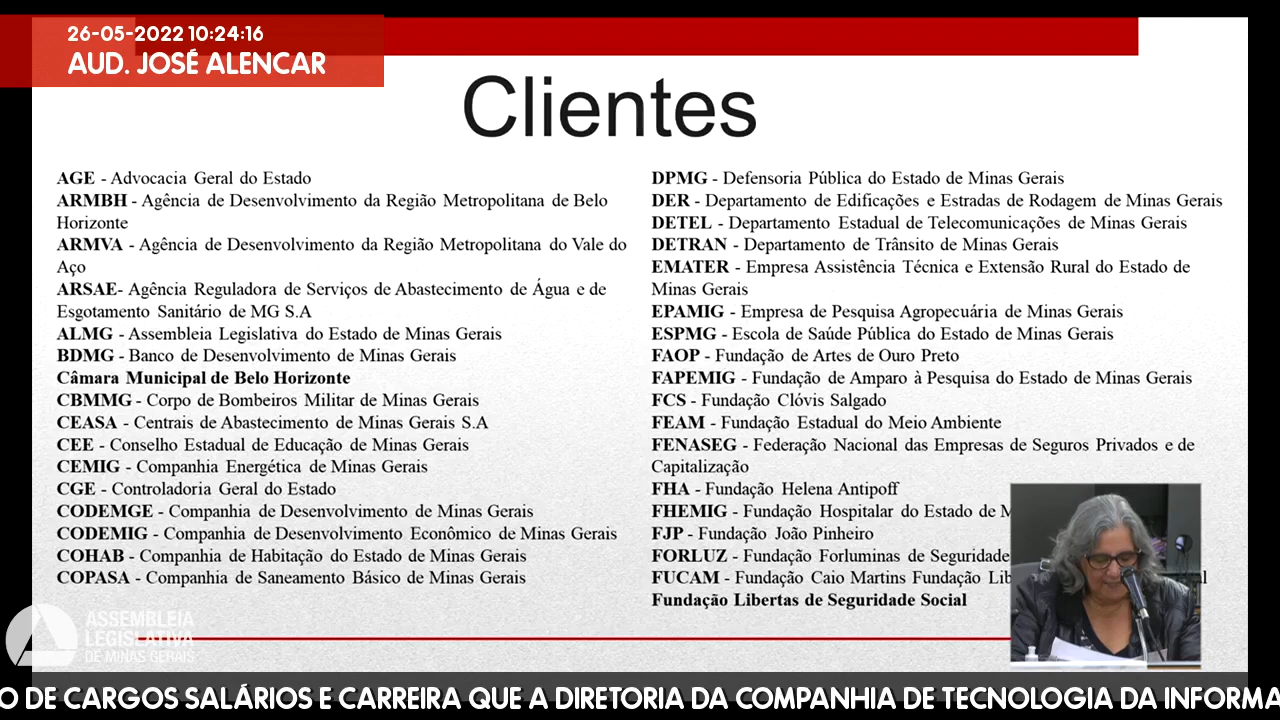 26-05-2022 10:24:16
AUD. JOSÉ ALENCAR
Clientes
AGE - Advocacia Geral do Estado
ARMBH - Agência de Desenvolvimento da Região Metropolitana de Belo
Horizonte
ARMVA - Agência de Desenvolvimento da Região Metropolitana do Vale do
Aço
ARSAE- Agência Reguladora de Serviços de Abastecimento de Água e de
Esgotamento Sanitário de MG S.A
ALMG - Assembleia Legislativa do Estado de Minas Gerais
BDMG - Banco de Desenvolvimento de Minas Gerais
Câmara Municipal de Belo Horizonte
CBMMG - Corpo de Bombeiros Militar de Minas Gerais
CEASA - Centrais de Abastecimento de Minas Gerais S.A
CEE - Conselho Estadual de Educação de Minas Gerais
CEMIG - Companhia Energética de Minas Gerais
CGE - Controladoria Geral do Estado
CODEMGE - Companhia de Desenvolvimento de Minas Gerais
CODEMIG - Companhia de Desenvolvimento Econômico de Minas Gerais
COHAB - Companhia de Habitação do Estado de Minas Gerais
COPASA - Companhia de Saneamento Básico de Minas Gerais
DPMG - Defensoria Pública do Estado de Minas Gerais
DER - Departamento de Edificações e Estradas de Rodagem de Minas Gerais
DETEL - Departamento Estadual de Telecomunicações de Minas Gerais
DETRAN - Departamento de Trânsito de Minas Gerais
EMATER - Empresa Assistência Técnica e Extensão Rural do Estado de
Minas Gerais
EPAMIG - Empresa de Pesquisa Agropecuária de Minas Gerais
ESPMG - Escola de Saúde Pública do Estado de Minas Gerais
FAOP - Fundação de Artes de Ouro Preto
FAPEMIG - Fundação de Amparo à Pesquisa do Estado de Minas Gerais
FCS - Fundação Clóvis Salgado
FEAM - Fundação Estadual do Meio Ambiente
FENASEG - Federação Nacional das Empresas de Seguros Privados e de
Capitalização
FHA - Fundação Helena Antipoff
FHEMIG - Fundação Hospitalar do Estado de M
FJP - Fundação João Pinheiro
FORLUZ - Fundação Forluminas de Seguridade
FUCAM - Fundação Caio Martins Fundação Lib
Fundação Libertas de Seguridade Social
ASSEMBLEIA
LEGISLATIVA
DE MINAS GERAIS
O DE CARGOS SALÁRIOS E CARREIRA QUE A DIRETORIA DA COMPANHIA DE TECNOLOGIA DA INFORMA